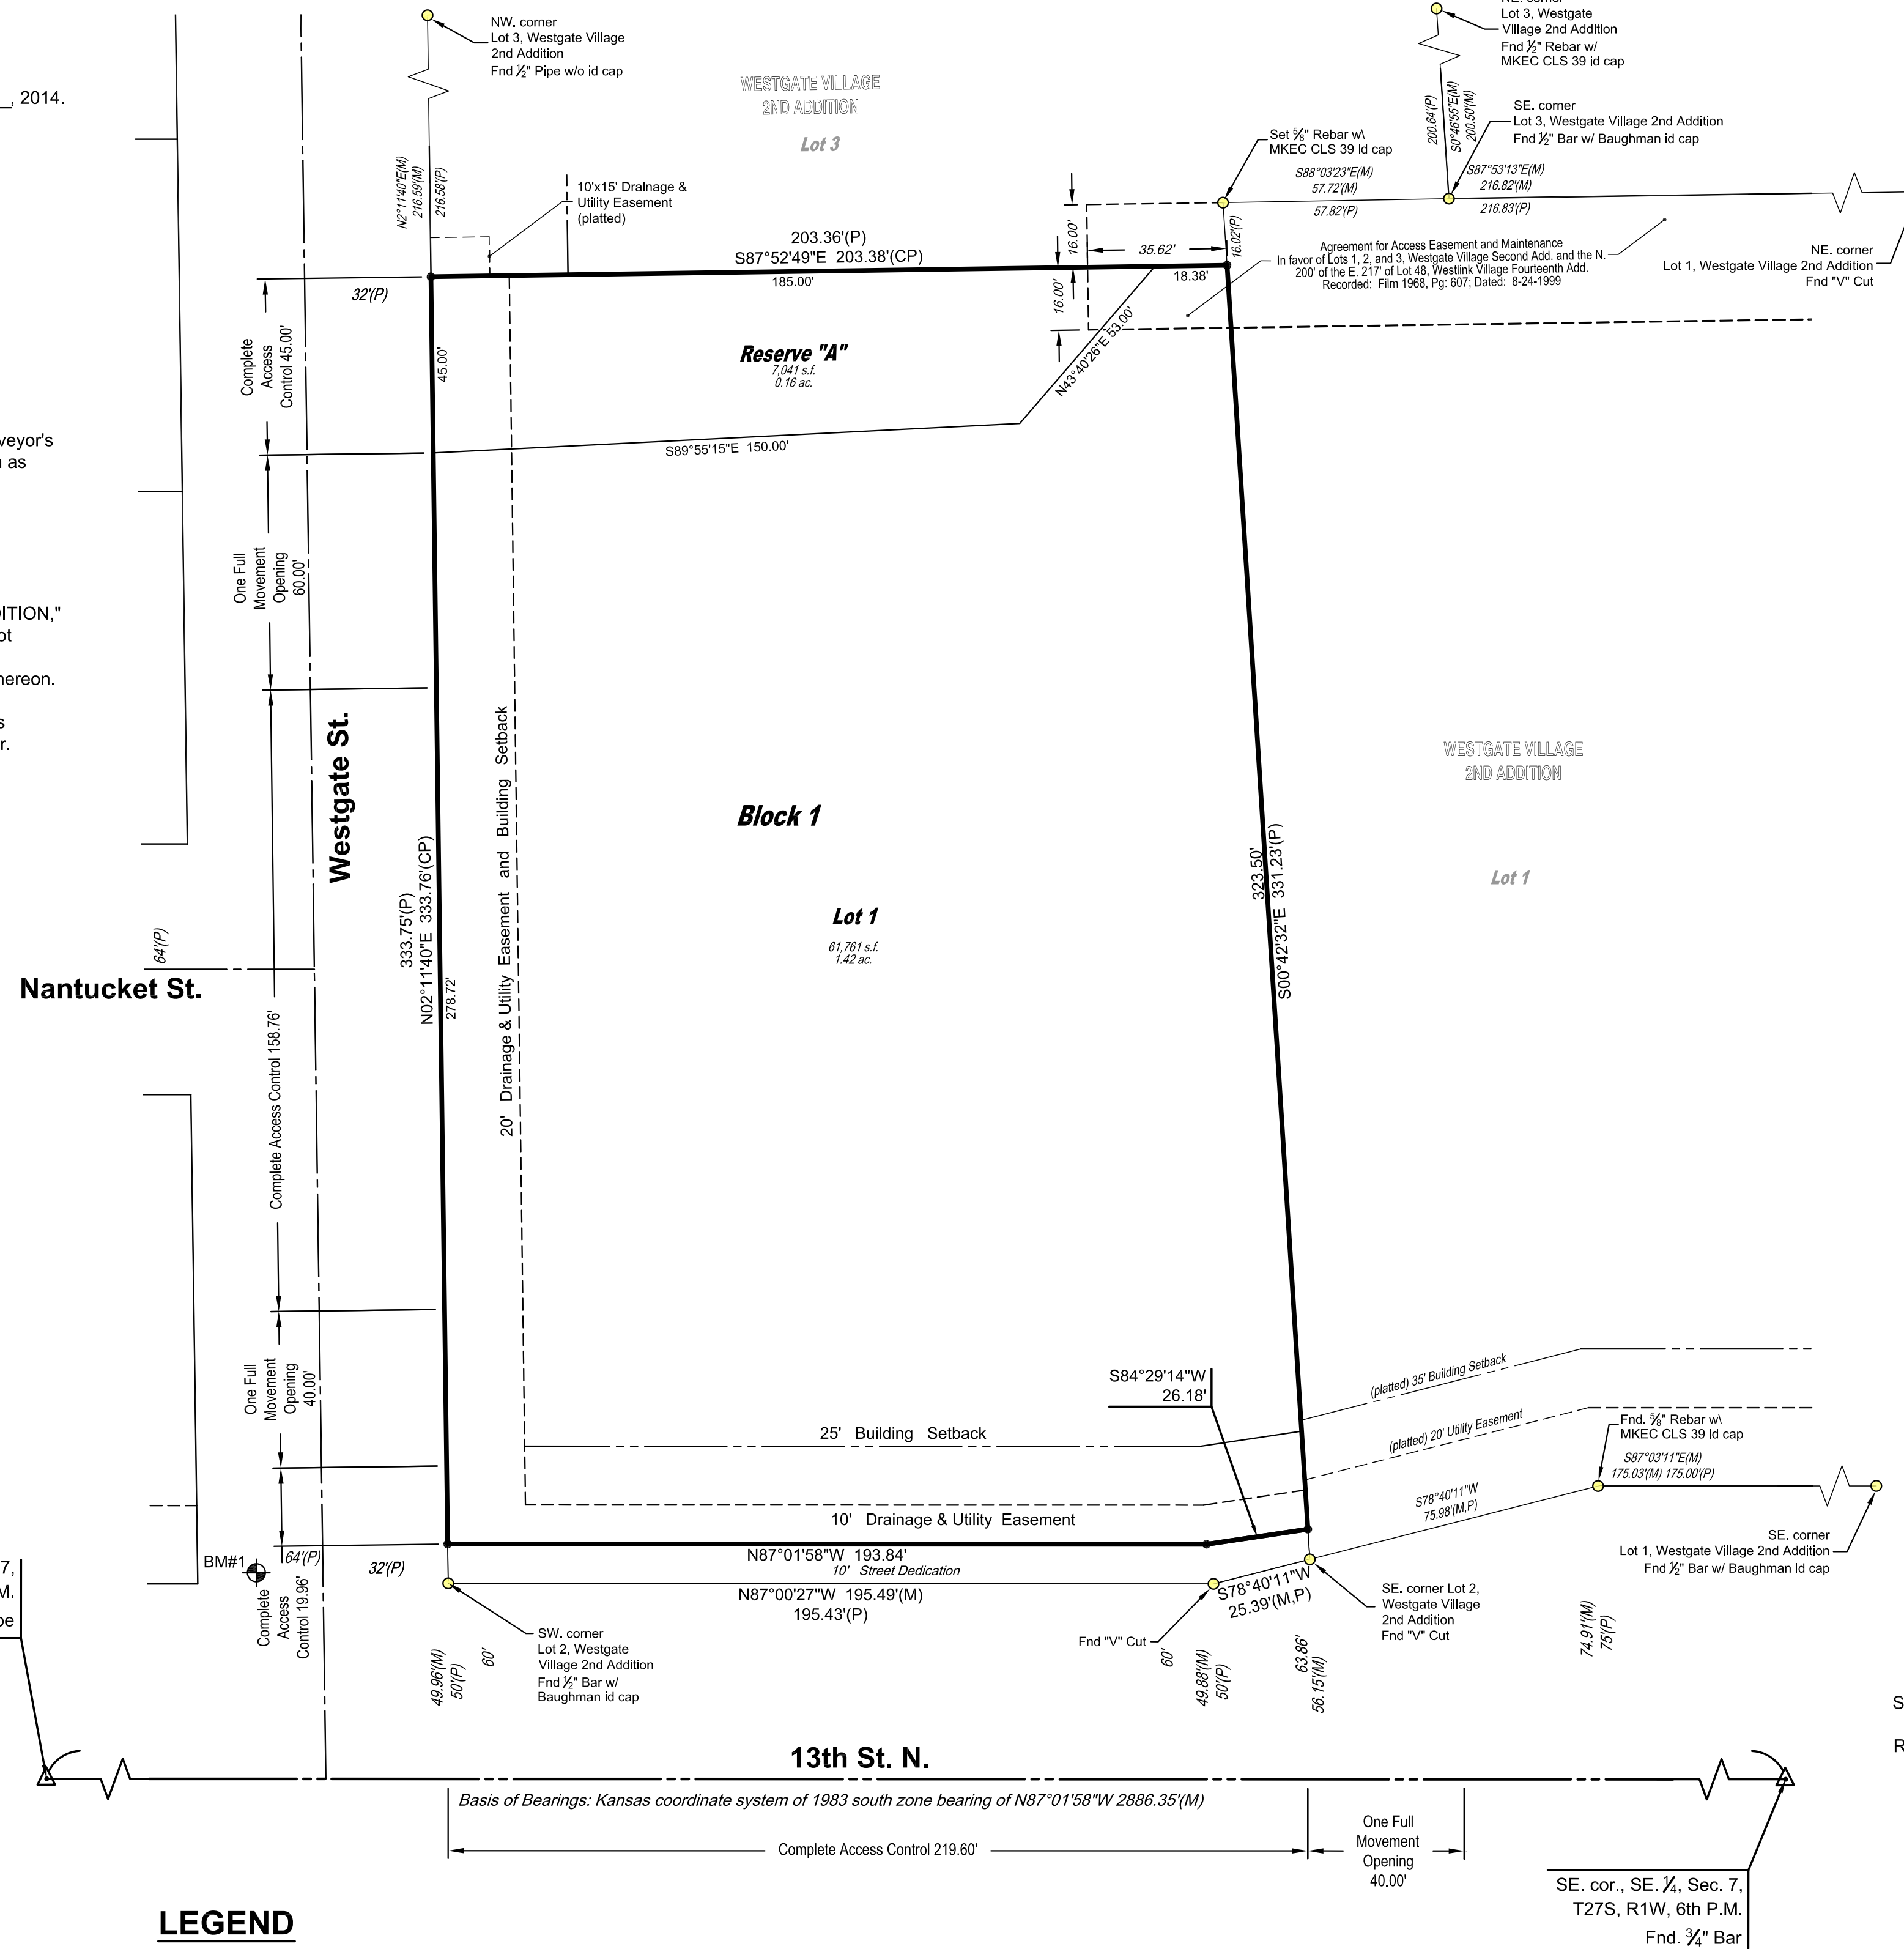 , 2014.
NW. corner
Lot 3, Westgate Village
2nd Addition
Fnd ½" Pipe w/o id cap
WESTGATE VILLAGE
2ND ADDITION
Lot 3
Lot 3, Westgate
Village 2nd Addition
Fnd ½" Rebar w/
MKEC CLS 39 id cap
200.64'(P)
S0°46'55"E(M)
200.50'(M)
SE. corner
Lot 3, Westgate Village 2nd Addition
Fnd ½" Bar w/ Baughman id cap
Set ⅝" Rebar w\
MKEC CLS 39 id cap
S88°03'23"E(M)
57.72'(M)
57.82'(P)
S87°53'13"E(M)
216.82'(M)
216.83'(P)
N2°11'40"E(M)
216.59'(M)
216.58'(P)
10'x15' Drainage &
Utility Easement
(platted)
203.36'(P)
S87°52'49"E 203.38'(CP)
185.00'
16.00'
16.00'
35.62'
16.02'(P)
18.38'
Agreement for Access Easement and Maintenance
In favor of Lots 1, 2, and 3, Westgate Village Second Add. and the N.
200' of the E. 217' of Lot 48, Westlink Village Fourteenth Add.
Recorded: Film 1968, Pg: 607; Dated: 8-24-1999
NE. corner
Lot 1, Westgate Village 2nd Addition
Fnd "V" Cut
32'(P)
Complete
Access
Control 45.00'
45.00'
Reserve "A"
7,041 s.f.
0.16 ac.
N43°40'26"E 53.00'
S89°55'15"E 150.00'
veyor's
as
One Full
Movement
Opening
60.00'
DITION,"
ot
hereon.
s
r.
Westgate St.
20' Drainage & Utility Easement and Building Setback
Block 1
WESTGATE VILLAGE
2ND ADDITION
Lot 1
333.75'(P)
N02°11'40"E 333.76'(CP)
278.72'
Lot 1
61,761 s.f.
1.42 ac.
323.50'
S00°42'32"E 331.23'(P)
64'(P)
Nantucket St.
Complete Access Control 158.76'
One Full
Movement
Opening
40.00'
S84°29'14"W
26.18'
25' Building Setback
(platted) 35' Building Setback
(platted) 20' Utility Easement
Fnd. ⅝" Rebar w\
MKEC CLS 39 id cap
S87°03'11"E(M)
175.03'(M) 175.00'(P)
S78°40'11"W
75.98'(M,P)
10' Drainage & Utility Easement
SE. corner
Lot 1, Westgate Village 2nd Addition
Fnd ½" Bar w/ Baughman id cap
7,
M.
BM#1
64'(P)
32'(P)
Complete
Access
Control 19.96'
N87°01'58"W 193.84'
10' Street Dedication
N87°00'27"W 195.49'(M)
195.43'(P)
S78°40'11"W
25.39'(M,P)
SE. corner Lot 2,
Westgate Village
2nd Addition
Fnd "V" Cut
SW. corner
Lot 2, Westgate
Village 2nd Addition
Fnd ½" Bar w/
Baughman id cap
Fnd "V" Cut
49.96'(M)
50'(P)
60'
60'
49.88'(M)
50'(P)
63.86'
56.15'(M)
74.91'(M)
75'(P)
S
R
13th St. N.
Basis of Bearings: Kansas coordinate system of 1983 south zone bearing of N87°01'58"W 2886.35'(M)
Complete Access Control 219.60'
One Full
Movement
Opening
40.00'
SE. cor., SE. ¼, Sec. 7,
T27S, R1W, 6th P.M.
Fnd. ¾" Bar
LEGEND